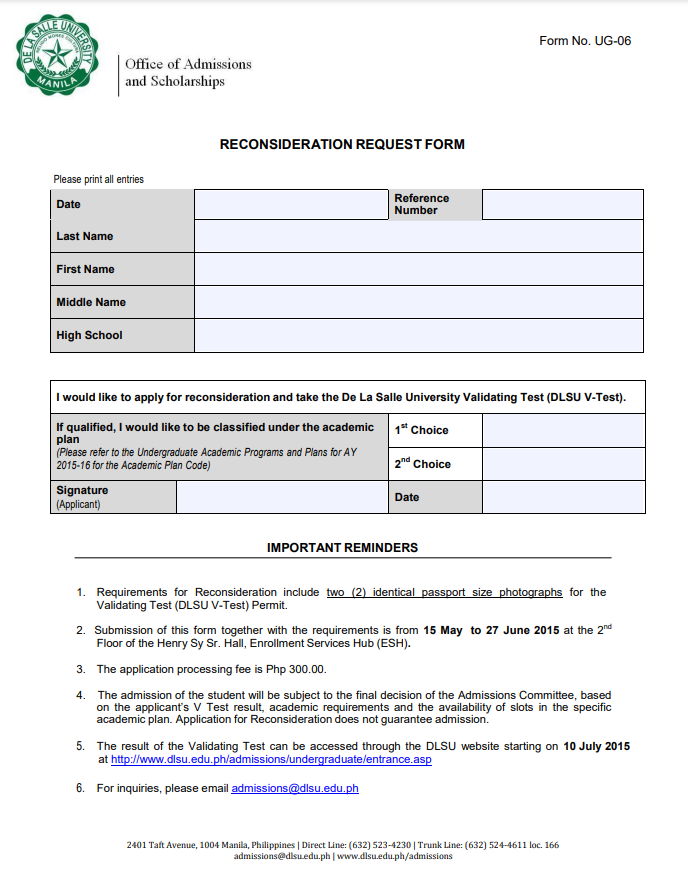 DE LA SALLE UNIVERSITY
MANILA
Office of Admissions
and Scholarships
Form No. UG-06
RECONSIDERATION REQUEST FORM
Please print all entries
Date
Reference
Number
Last Name
First Name
Middle Name
High School
I would like to apply for reconsideration and take the De La Salle University Validating Test (DLSU V-Test).
If qualified, I would like to be classified under the academic
plan
(Please refer to the Undergraduate Academic Programs and Plans for AY
2015-16 for the Academic Plan Code)
1st Choice
2nd Choice
Signature
(Applicant)
Date
IMPORTANT REMINDERS
1. Requirements for Reconsideration include two (2) identical passport size photographs for the
Validating Test (DLSU V-Test) Permit.
2. Submission of this form together with the requirements is from 15 May to 27 June 2015 at the 2nd
Floor of the Henry Sy Sr. Hall, Enrollment Services Hub (ESH).
3. The application processing fee is Php 300.00.
4. The admission of the student will be subject to the final decision of the Admissions Committee, based
on the applicant's V Test result, academic requirements and the availability of slots in the specific
academic plan. Application for Reconsideration does not guarantee admission.
5. The result of the Validating Test can be accessed through the DLSU website starting on 10 July 2015
at http://www.dlsu.edu.ph/admissions/undergraduate/entrance.asp
6. For inquiries, please email admissions@dlsu.edu.ph
2401 Taft Avenue, 1004 Manila, Philippines | Direct Line: (632) 523-4230 | Trunk Line: (632) 524-4611 loc. 166
admissions@dlsu.edu.ph | www.dlsu.edu.ph/admissions